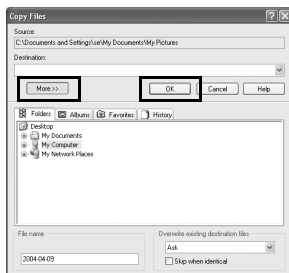 Copy Files
Source:
C:\Documents and Settings\se\My Documents\My Pictures
Destination:
More >> OK Cancel Help
Folders Albums Favorites History
Desktop
My Documents
My Computer
My Network Places
File name Overwrite existing destination files
Ask
2004-04-09 Skip when identical